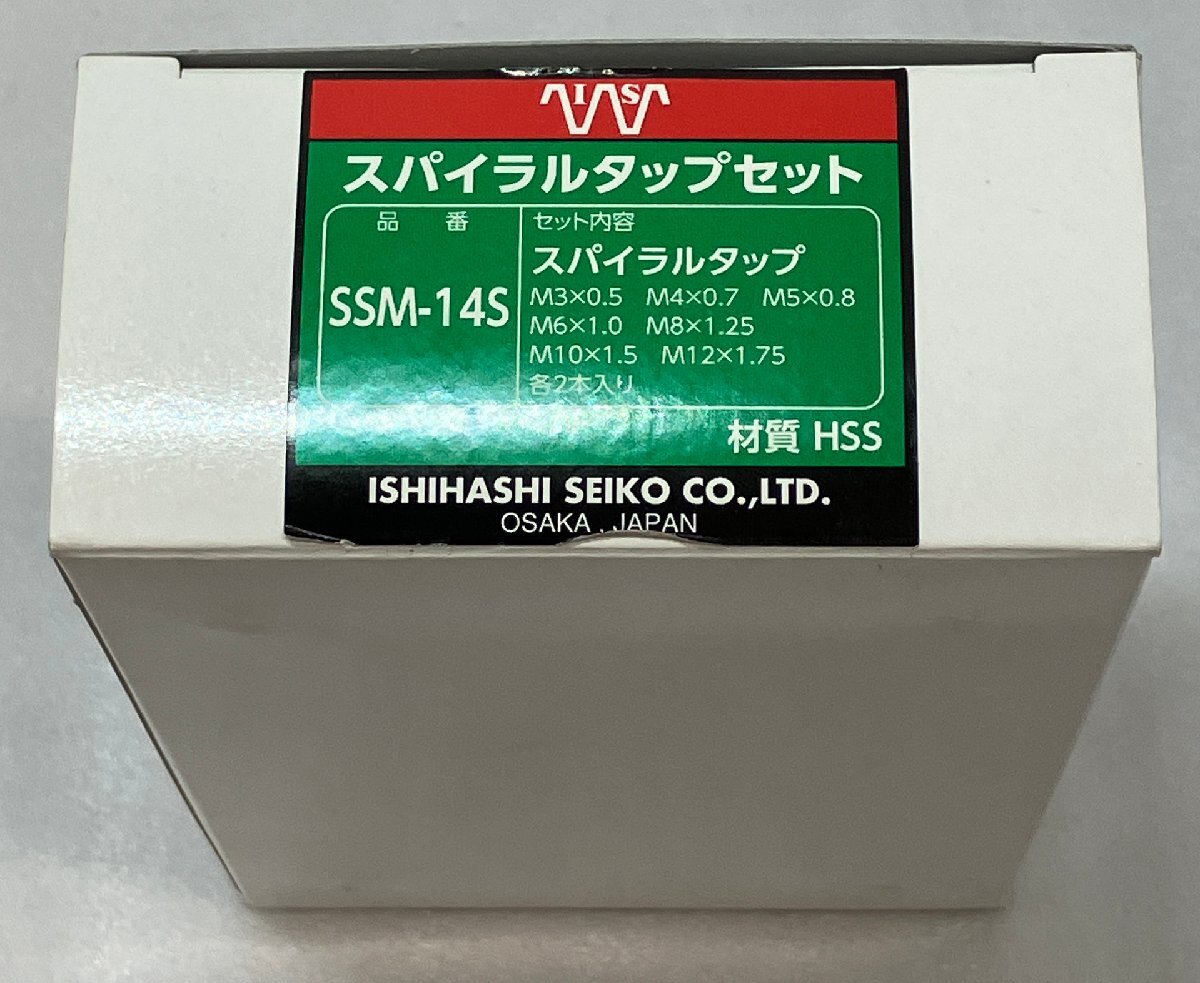 IS
スパイラルタップセット
品 番
SSM-14S
セット内容
スパイラルタップ
M3×0.5 M4×0.7 M5×0.8
M6×1.0 M8×1.25
M10×1.5 M12×1.75
各2本入り
材質 HSS
ISHIHASHI SEIKO CO.,LTD.
OSAKA . JAPAN